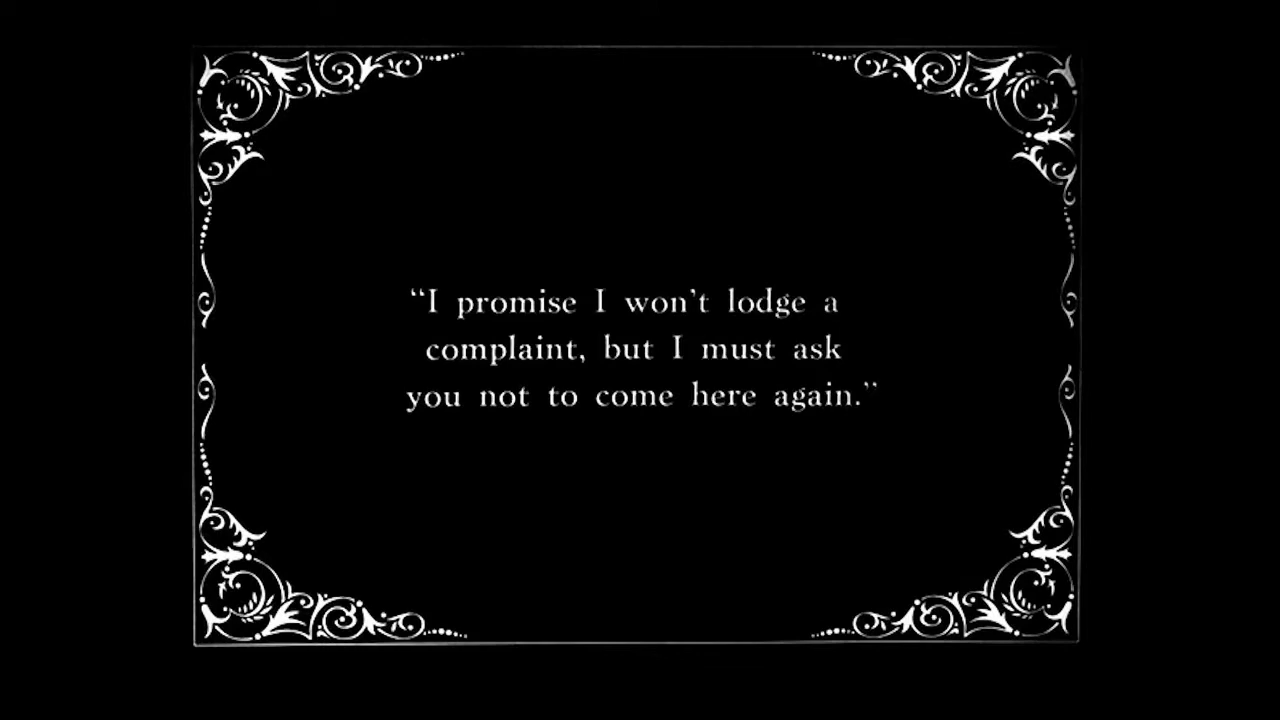 “I promise I won’t lodge a
complaint, but I must ask
you not to come here again.”